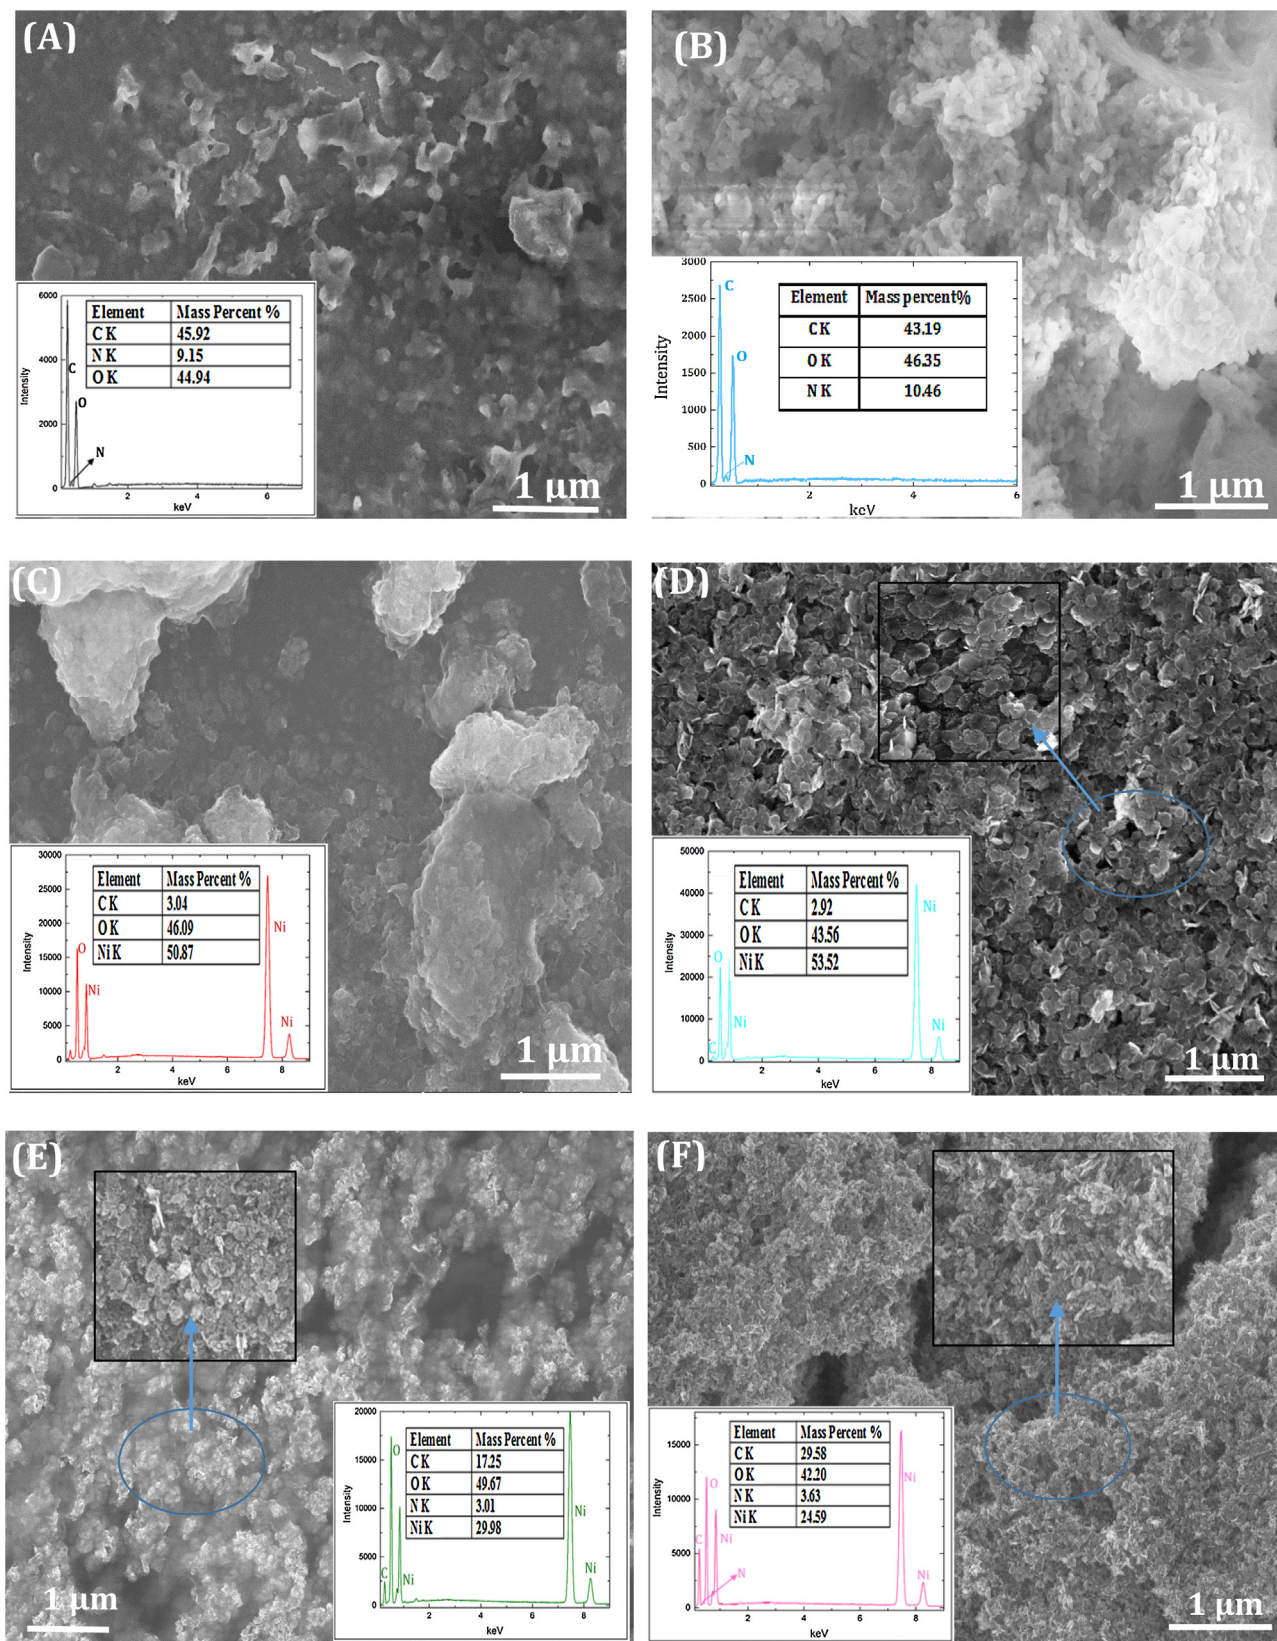 (A)
6000
4000
2000
0
Intensity
Element Mass Percent %
C K 45.92
N K 9.15
O K 44.94
C
O
N
2 4 6
keV
1 µm
(B)
3000
2500
2000
1500
1000
500
0
Intensity
Element Mass percent%
C K 43.19
O K 46.35
N K 10.46
C
O
N
2 4 6
keV
1 µm
(C)
30000
25000
20000
15000
10000
5000
0
Intensity
Element Mass Percent %
C K 3.04
O K 46.09
Ni K 50.87
O
Ni
Ni
Ni
2 4 6 8
keV
1 µm
(D)
50000
40000
30000
20000
10000
0
Intensity
Element Mass Percent %
C K 2.92
O K 43.56
Ni K 53.52
Ni
O
Ni
Ni
C
2 4 6 8
keV
1 µm
(E)
20000
15000
10000
5000
0
Intensity
Element Mass Percent %
C K 17.25
O K 49.67
N K 3.01
Ni K 29.98
O
Ni
C
Ni
Ni
2 4 6 8
keV
1 µm
(F)
15000
10000
5000
0
Intensity
Element Mass Percent %
C K 29.58
O K 42.20
N K 3.63
Ni K 24.59
O
Ni
Ni
C
N
Ni
2 4 6 8
keV
1 µm